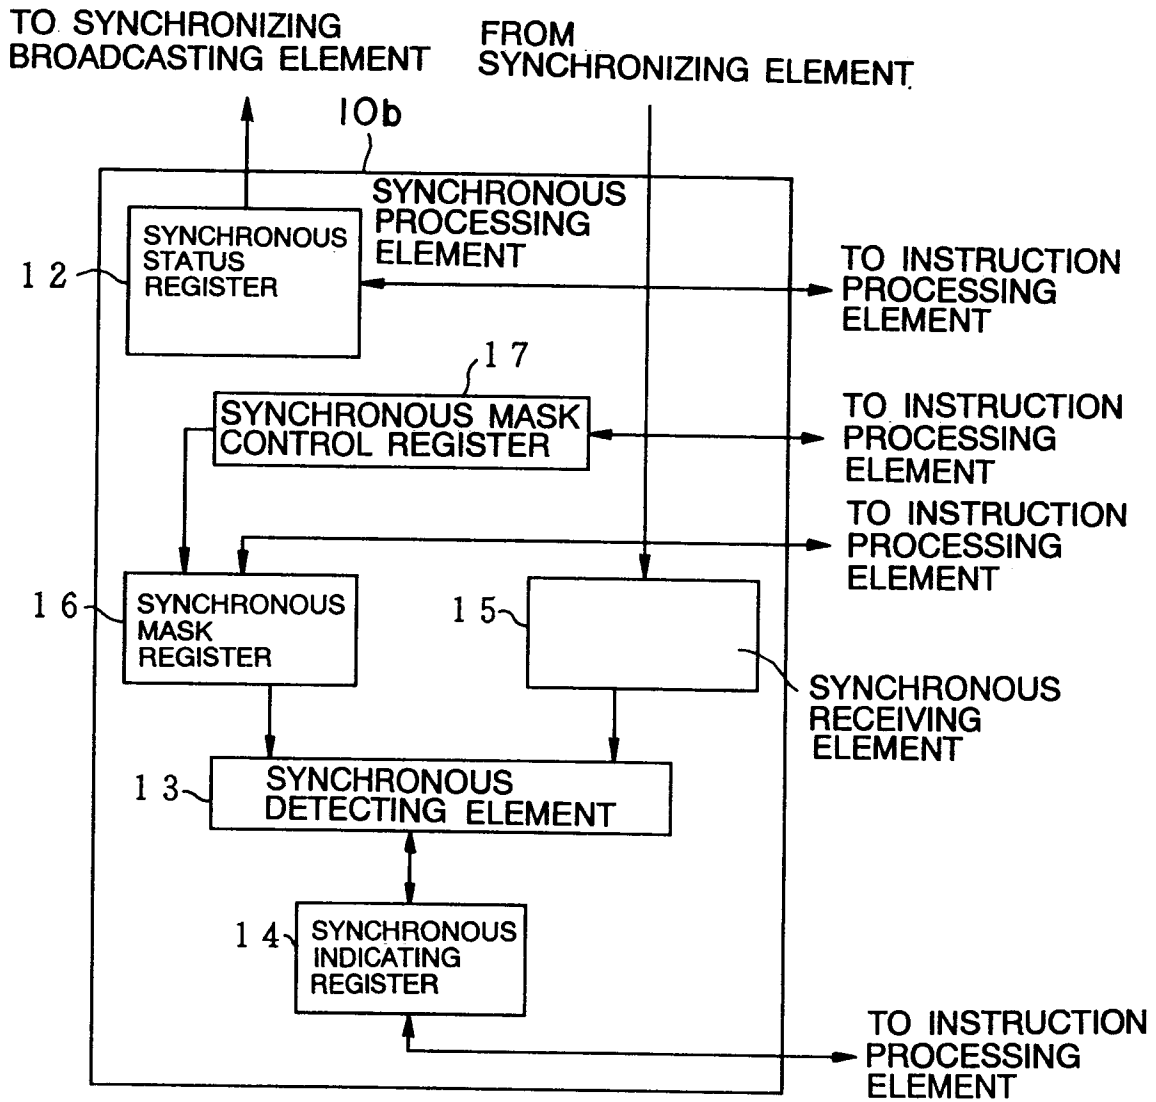 TO SYNCHRONIZING
BROADCASTING ELEMENT
FROM
SYNCHRONIZING ELEMENT
10b
SYNCHRONOUS
PROCESSING
ELEMENT
SYNCHRONOUS
STATUS
REGISTER
12
TO INSTRUCTION
PROCESSING
ELEMENT
17
SYNCHRONOUS MASK
CONTROL REGISTER
TO INSTRUCTION
PROCESSING
ELEMENT
TO INSTRUCTION
PROCESSING
ELEMENT
16
SYNCHRONOUS
MASK
REGISTER
15
SYNCHRONOUS
RECEIVING
ELEMENT
13
SYNCHRONOUS
DETECTING ELEMENT
14
SYNCHRONOUS
INDICATING
REGISTER
TO INSTRUCTION
PROCESSING
ELEMENT